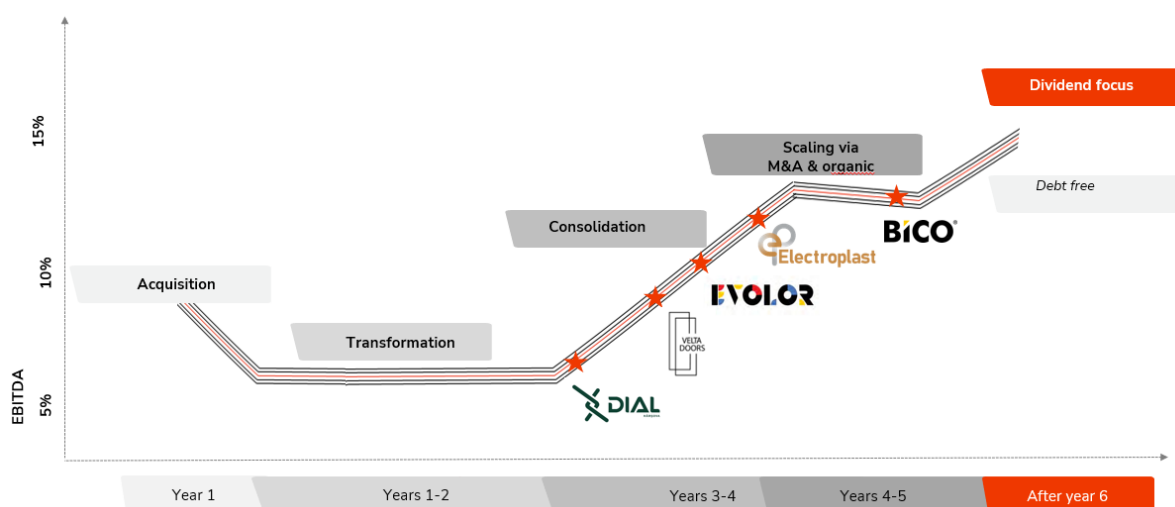 Dividend focus
15%
Scaling via
M&A & organic
Debt free
Consolidation
BICO®
Electroplast
10%
Acquisition
EVOLOR
VELTA
DOORS
Transformation
EBITDA
5%
DIAL
Year 1
Years 1-2
Years 3-4
Years 4-5
After year 6